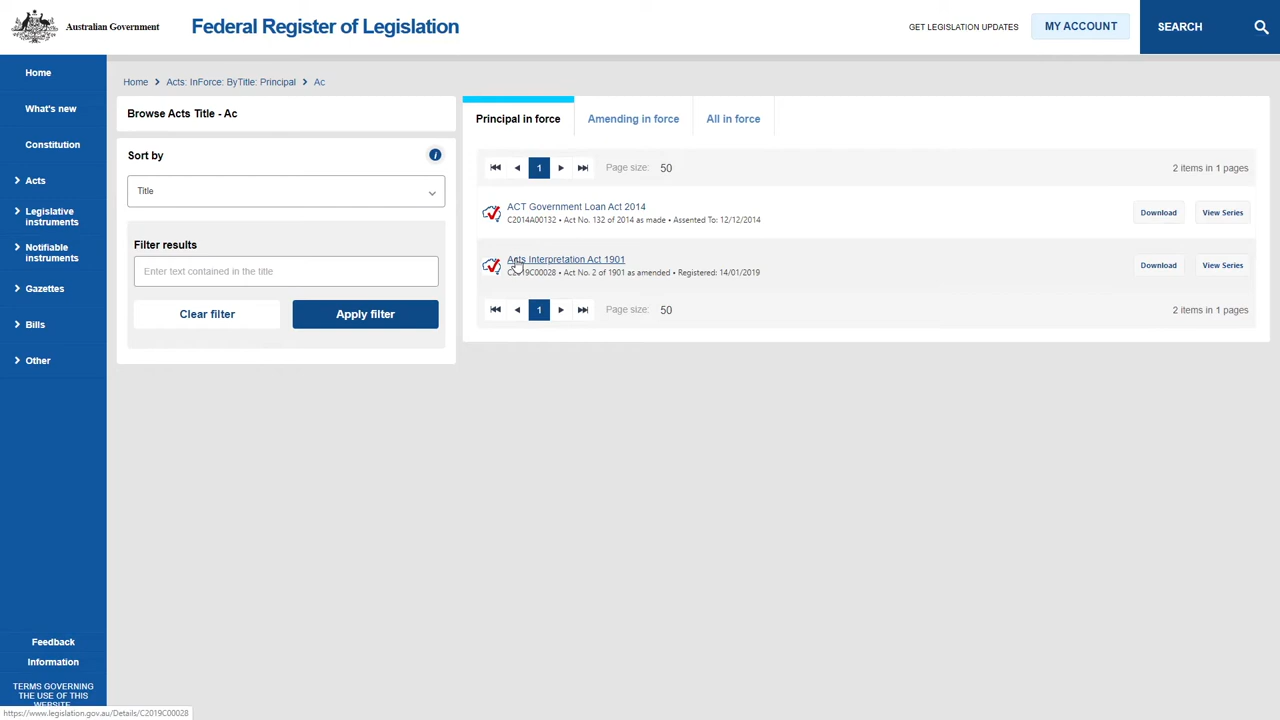 Australian Government
Federal Register of Legislation
GET LEGISLATION UPDATES
MY ACCOUNT
SEARCH
Home
What's new
Constitution
Acts
Legislative
instruments
Notifiable
instruments
Gazettes
Bills
Other
Feedback
Information
TERMS GOVERNING
THE USE OF THIS
WEBSITE
Home > Acts: InForce: ByTitle: Principal > Ac
Browse Acts Title - Ac
Sort by
i
Title
Filter results
Enter text contained in the title
Clear filter
Apply filter
Principal in force
Amending in force
All in force
1
Page size: 50
2 items in 1 pages
ACT Government Loan Act 2014
C2014A00132 • Act No. 132 of 2014 as made • Assented To: 12/12/2014
Download
View Series
Acts Interpretation Act 1901
C2019C00028 • Act No. 2 of 1901 as amended • Registered: 14/01/2019
Download
View Series
1
Page size: 50
2 items in 1 pages
https://www.legislation.gov.au/Details/C2019C00028